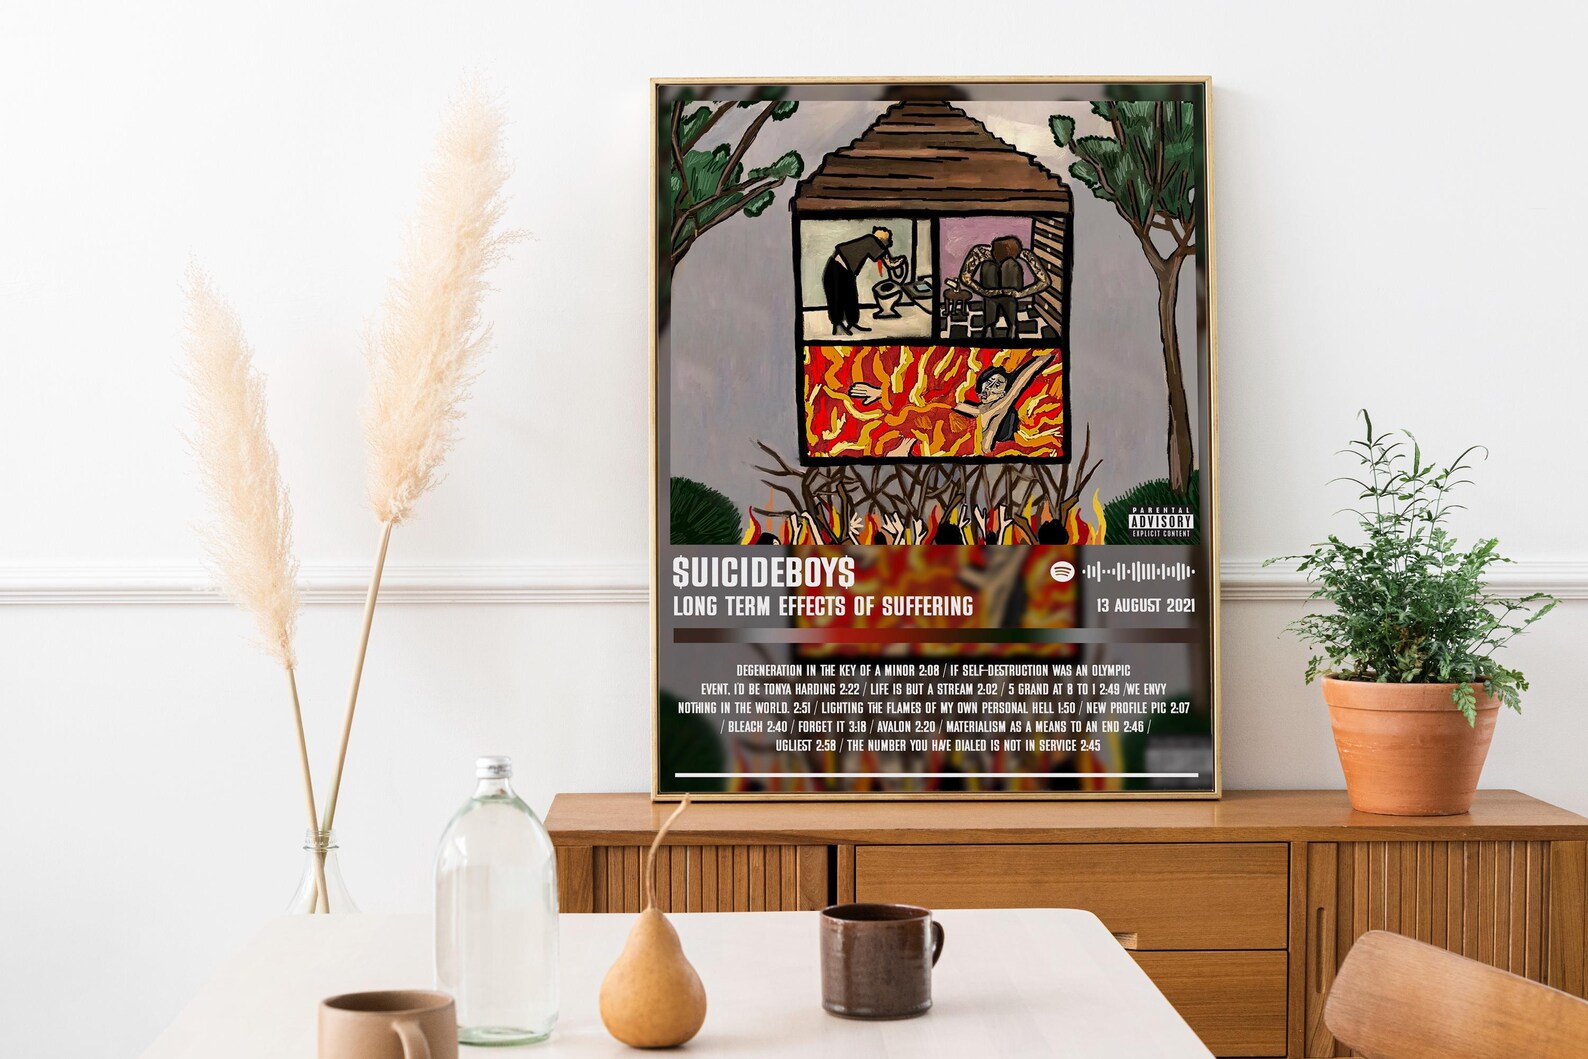 PARENTAL
ADVISORY
EXPLICIT CONTENT
$UICIDEBOY$
LONG TERM EFFECTS OF SUFFERING
13 AUGUST 2021
DEGENERATION IN THE KEY OF A MINOR 2:08 / IF SELF-DESTRUCTION WAS AN OLYMPIC
EVENT, I'D BE TONYA HARDING 2:22 / LIFE IS BUT A STREAM 2:02 / 5 GRAND AT 8 TO 1 2:49 /WE ENVY
NOTHING IN THE WORLD. 2:51 / LIGHTING THE FLAMES OF MY OWN PERSONAL HELL 1:50 / NEW PROFILE PIC 2:07
/ BLEACH 2:40 / FORGET IT 3:18 / AVALON 2:20 / MATERIALISM AS A MEANS TO AN END 2:46 /
UGLIEST 2:58 / THE NUMBER YOU HAVE DIALED IS NOT IN SERVICE 2:45